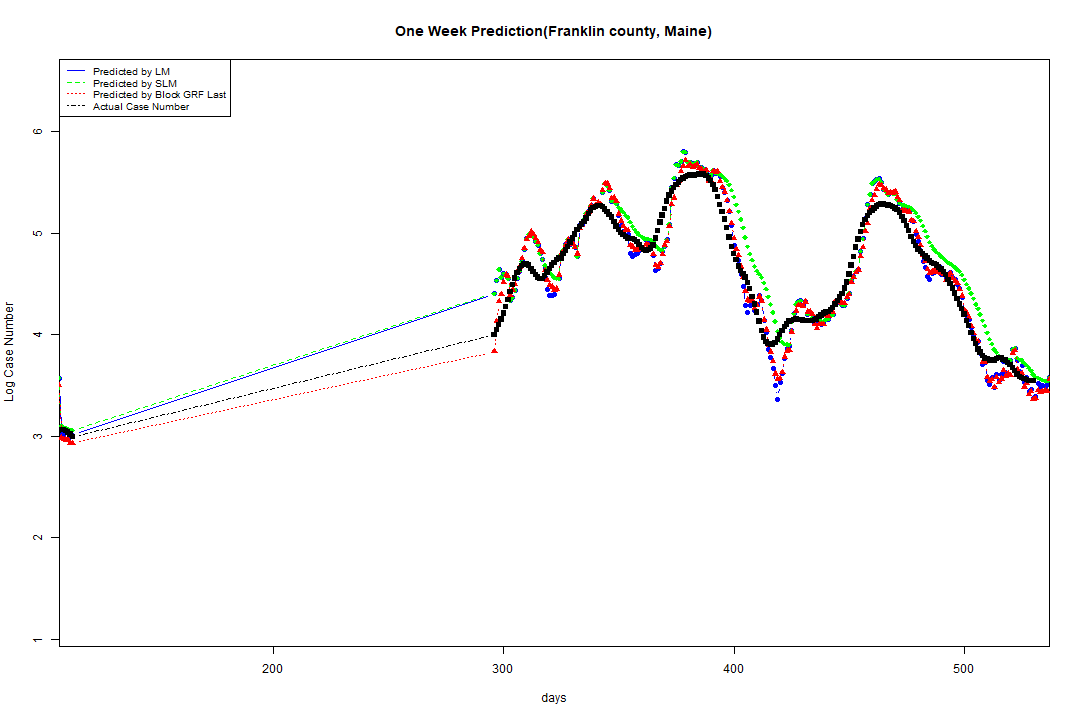 One Week Prediction(Franklin county, Maine)
Predicted by LM
Predicted by SLM
Predicted by Block GRF Last
Actual Case Number
6
5
4
3
2
1
Log Case Number
200 300 400 500
days